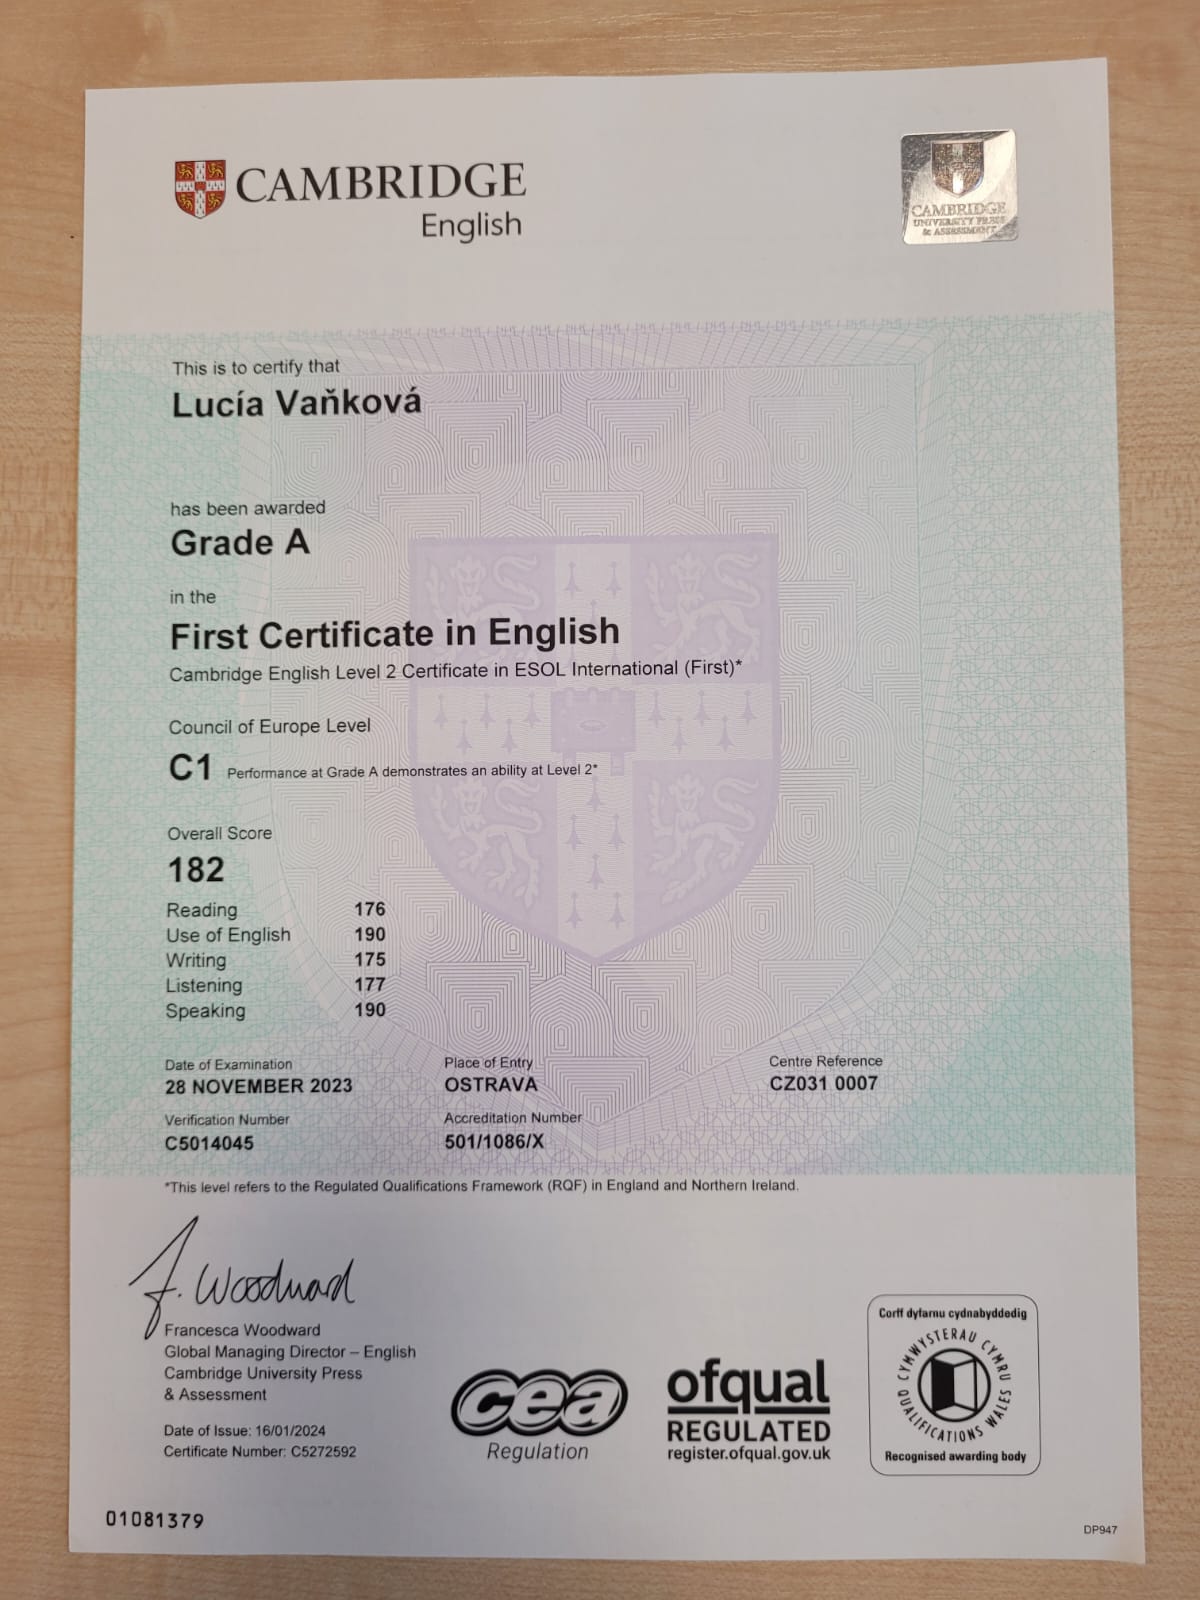 CAMBRIDGE
English
CAMBRIDGE
UNIVERSITY PRESS
& ASSESSMENT
This is to certify that
Lucía Vaňková
has been awarded
Grade A
in the
First Certificate in English
Cambridge English Level 2 Certificate in ESOL International (First)*
Council of Europe Level
C1 Performance at Grade A demonstrates an ability at Level 2*
Overall Score
182
Reading 176
Use of English 190
Writing 175
Listening 177
Speaking 190
Date of Examination Place of Entry Centre Reference
28 NOVEMBER 2023 OSTRAVA CZ031 0007
Verification Number Accreditation Number
C5014045 501/1086/X
*This level refers to the Regulated Qualifications Framework (RQF) in England and Northern Ireland.
F. Woodward
Francesca Woodward
Global Managing Director – English
Cambridge University Press
& Assessment
Date of Issue: 16/01/2024
Certificate Number: C5272592
cea
Regulation
ofqual
REGULATED
register.ofqual.gov.uk
Corff dyfarnu cydnabyddedig
CYMWYSTERAU CYMRU
QUALIFICATIONS WALES
Recognised awarding body
01081379
DP947